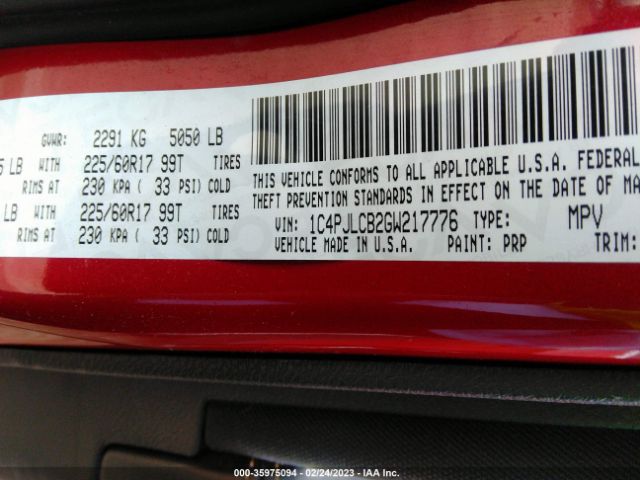 GVWR: 2291 KG 5050 LB
5 LB WITH 225/60R17 99T TIRES
RIMS AT 230 KPA ( 33 PSI) COLD
LB WITH 225/60R17 99T TIRES
RIMS AT 230 KPA ( 33 PSI) COLD
THIS VEHICLE CONFORMS TO ALL APPLICABLE U.S.A. FEDERAL
THEFT PREVENTION STANDARDS IN EFFECT ON THE DATE OF MA
VIN: 1C4PJLCB2GW217776 TYPE: MPV
VEHICLE MADE IN U.S.A. PAINT: PRP TRIM:
000-35975094 - 02/24/2023 - IAA Inc.